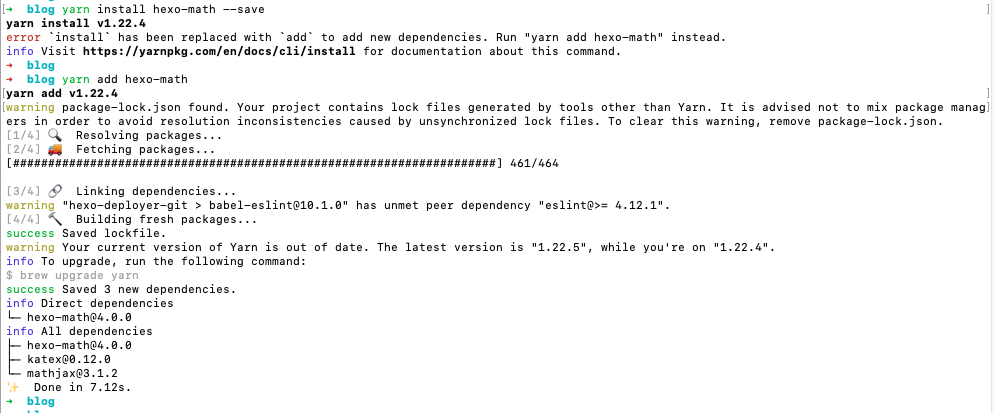 [➜  blog yarn install hexo-math --save ]
yarn install v1.22.4
error `install` has been replaced with `add` to add new dependencies. Run "yarn add hexo-math" instead.
info Visit https://yarnpkg.com/en/docs/cli/install for documentation about this command.
➜  blog
➜  blog yarn add hexo-math
[yarn add v1.22.4 ]
[warning package-lock.json found. Your project contains lock files generated by tools other than Yarn. It is advised not to mix package manag]
ers in order to avoid resolution inconsistencies caused by unsynchronized lock files. To clear this warning, remove package-lock.json.
[1/4] 🔍  Resolving packages...
[2/4] 🚚  Fetching packages...
[#####################################################################] 461/464
[3/4] 🔗  Linking dependencies...
warning "hexo-deployer-git > babel-eslint@10.1.0" has unmet peer dependency "eslint@>= 4.12.1".
[4/4] 🔨  Building fresh packages...
success Saved lockfile.
warning Your current version of Yarn is out of date. The latest version is "1.22.5", while you're on "1.22.4".
info To upgrade, run the following command:
$ brew upgrade yarn
success Saved 3 new dependencies.
info Direct dependencies
└─ hexo-math@4.0.0
info All dependencies
├─ hexo-math@4.0.0
├─ katex@0.12.0
└─ mathjax@3.1.2
✨  Done in 7.12s.
➜  blog